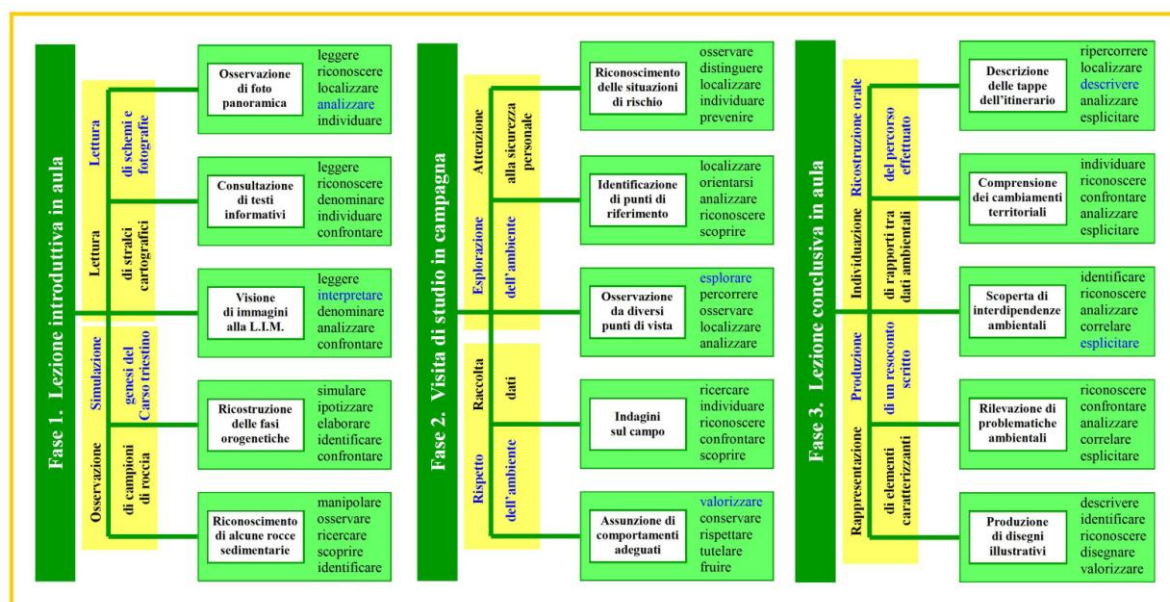 Fase 1. Lezione introduttiva in aula
Lettura
di schemi e
fotografie
Lettura
di stralci
cartografici
Simulazione
genesi del
Carso triestino
Osservazione
di campioni
di roccia
Osservazione
di foto
panoramica
leggere
riconoscere
localizzare
analizzare
individuare
Consultazione
di testi
informativi
leggere
riconoscere
denominare
individuare
confrontare
Visione
di immagini
alla L.I.M.
leggere
interpretare
denominare
analizzare
confrontare
Ricostruzione
delle fasi
orogenetiche
simulare
ipotizzare
elaborare
identificare
confrontare
Riconoscimento
di alcune rocce
sedimentarie
manipolare
osservare
ricercare
scoprire
identificare
Fase 2. Visita di studio in campagna
Attenzione
alla sicurezza
personale
Esplorazione
dell’ambiente
Raccolta
dati
Rispetto
dell’ambiente
Riconoscimento
delle situazioni
di rischio
osservare
distinguere
localizzare
individuare
prevenire
Identificazione
di punti di
riferimento
localizzare
orientarsi
analizzare
riconoscere
scoprire
Osservazione
da diversi
punti di vista
esplorare
percorrere
osservare
localizzare
analizzare
Indagini
sul campo
ricercare
individuare
riconoscere
confrontare
scoprire
Assunzione di
comportamenti
adeguati
valorizzare
conservare
rispettare
tutelare
fruire
Fase 3. Lezione conclusiva in aula
Ricostruzione orale
del percorso
effettuato
Individuazione
di rapporti tra
dati ambientali
Produzione
di un resoconto
scritto
Rappresentazione
di elementi
caratterizzanti
Descrizione
delle tappe
dell’itinerario
ripercorrere
localizzare
descrivere
analizzare
esplicitare
Comprensione
dei cambiamenti
territoriali
individuare
riconoscere
confrontare
analizzare
esplicitare
Scoperta di
interdipendenze
ambientali
identificare
riconoscere
analizzare
correlare
esplicitare
Rilevazione di
problematiche
ambientali
riconoscere
confrontare
analizzare
correlare
esplicitare
Produzione
di disegni
illustrativi
descrivere
identificare
riconoscere
disegnare
valorizzare